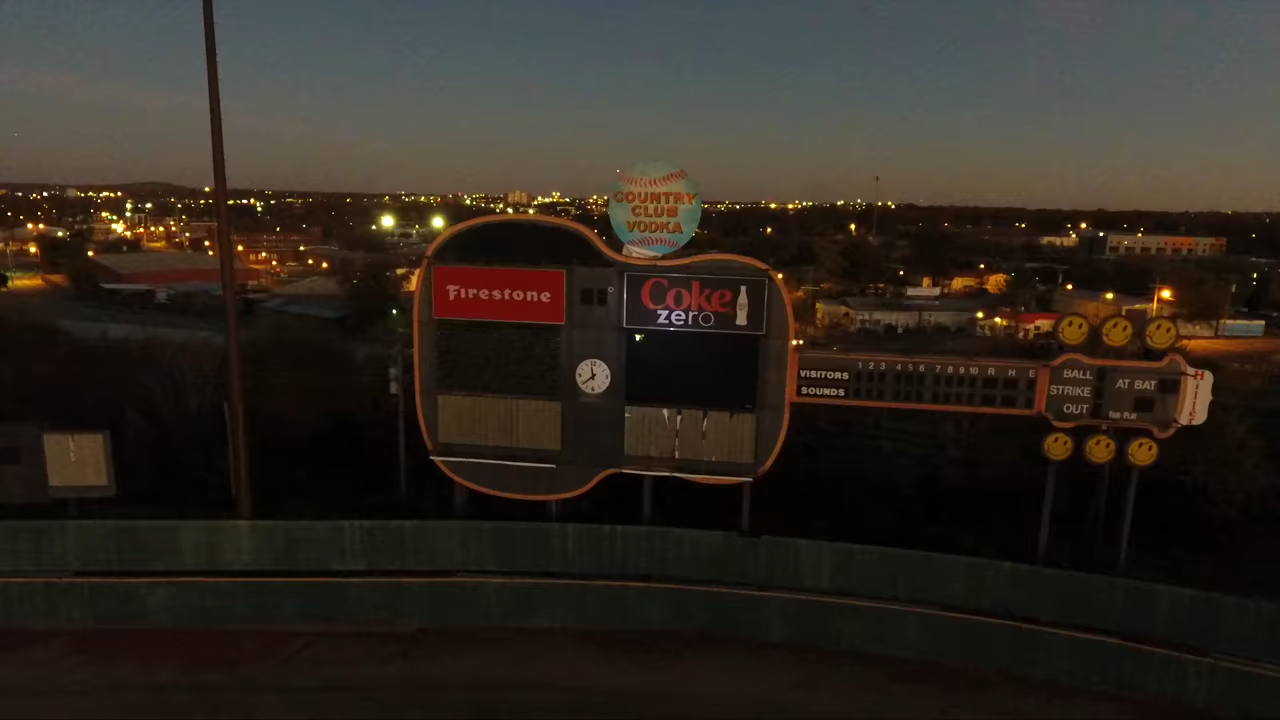 COUNTRY
CLUB
VODKA
Firestone
Coke
zero
VISITORS
SOUNDS
1 2 3 4 5 6 7 8 9 10 R H E
BALL
STRIKE
OUT
AT BAT